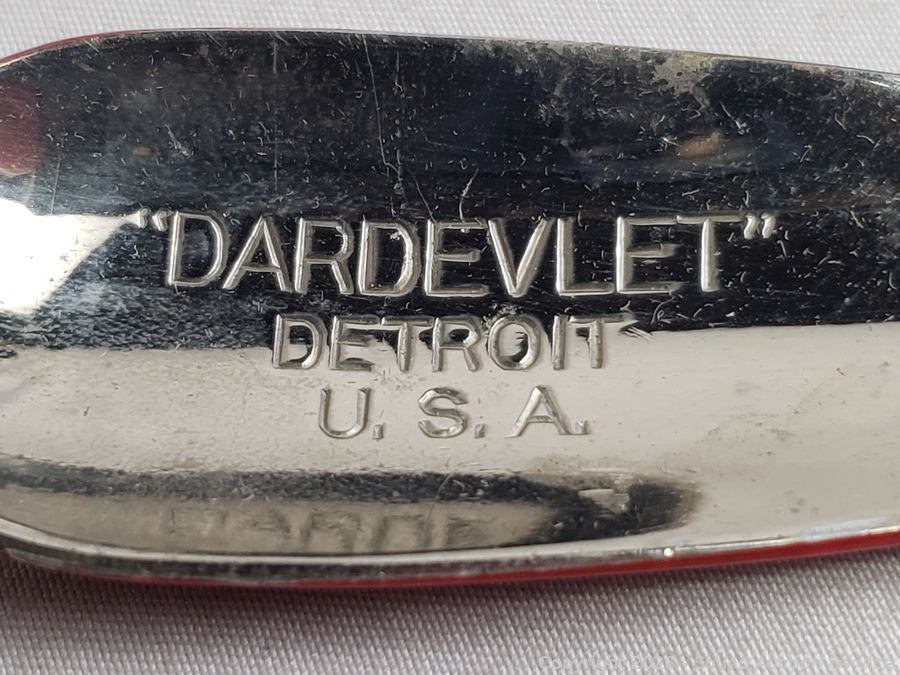 "DARDEVLET"
DETROIT
U. S. A.